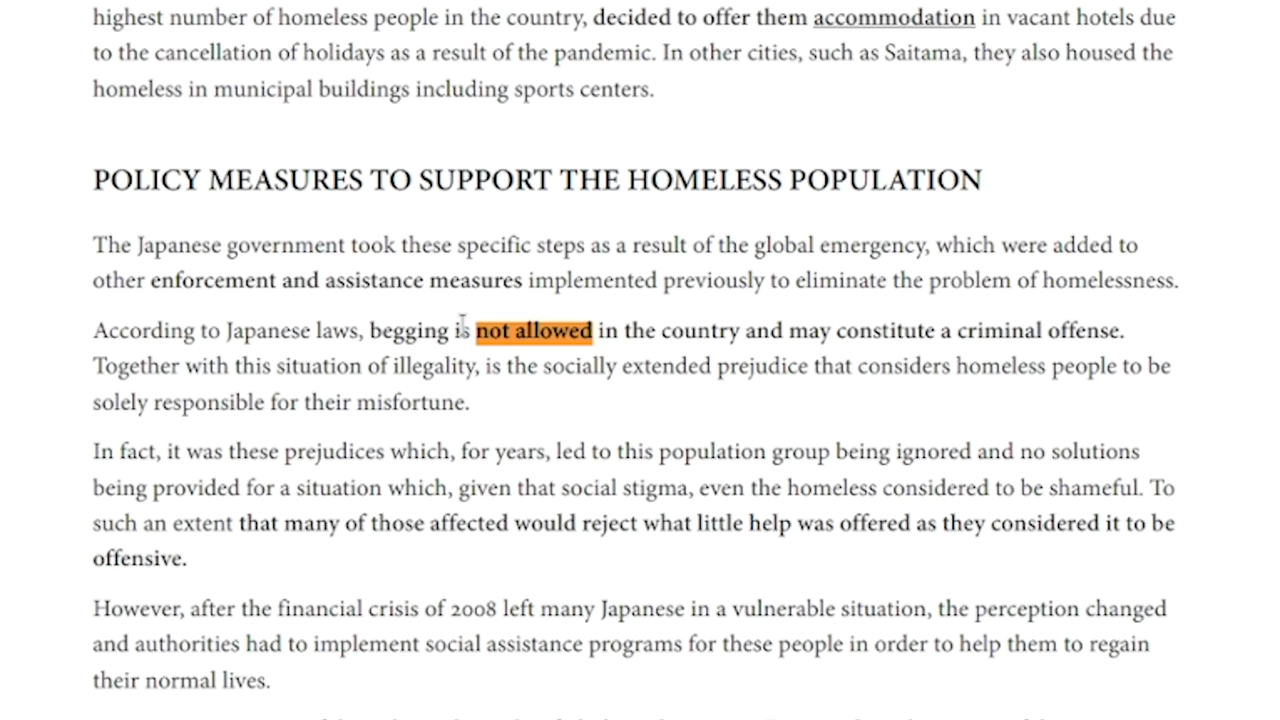 highest number of homeless people in the country, decided to offer them accommodation in vacant hotels due
to the cancellation of holidays as a result of the pandemic. In other cities, such as Saitama, they also housed the
homeless in municipal buildings including sports centers.
POLICY MEASURES TO SUPPORT THE HOMELESS POPULATION
The Japanese government took these specific steps as a result of the global emergency, which were added to
other enforcement and assistance measures implemented previously to eliminate the problem of homelessness.
According to Japanese laws, begging is not allowed in the country and may constitute a criminal offense.
Together with this situation of illegality, is the socially extended prejudice that considers homeless people to be
solely responsible for their misfortune.
In fact, it was these prejudices which, for years, led to this population group being ignored and no solutions
being provided for a situation which, given that social stigma, even the homeless considered to be shameful. To
such an extent that many of those affected would reject what little help was offered as they considered it to be
offensive.
However, after the financial crisis of 2008 left many Japanese in a vulnerable situation, the perception changed
and authorities had to implement social assistance programs for these people in order to help them to regain
their normal lives.